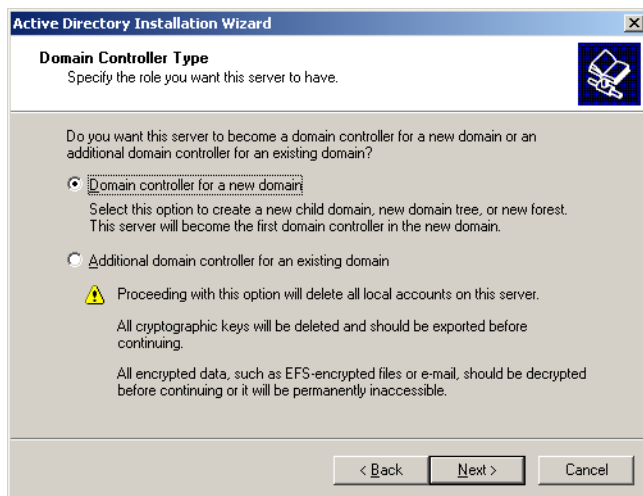 Active Directory Installation Wizard
Domain Controller Type
Specify the role you want this server to have.
Do you want this server to become a domain controller for a new domain or an
additional domain controller for an existing domain?
Domain controller for a new domain
Select this option to create a new child domain, new domain tree, or new forest.
This server will become the first domain controller in the new domain.
Additional domain controller for an existing domain
Proceeding with this option will delete all local accounts on this server.
All cryptographic keys will be deleted and should be exported before
continuing.
All encrypted data, such as EFS-encrypted files or e-mail, should be decrypted
before continuing or it will be permanently inaccessible.
< Back Next > Cancel